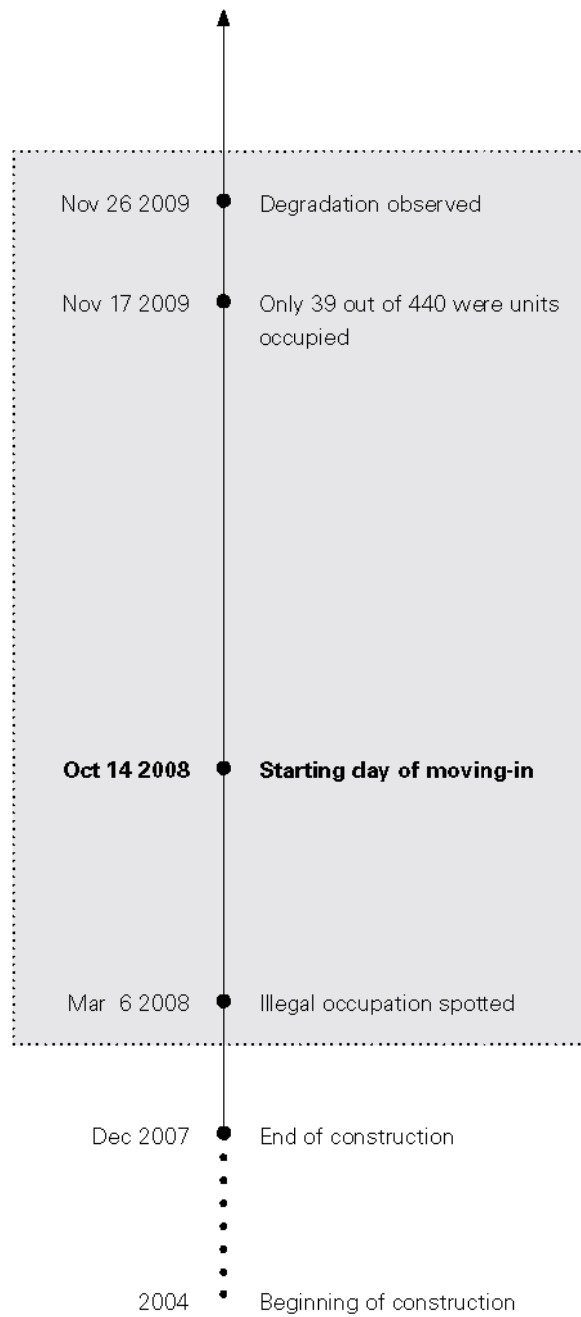 Nov 26 2009 Degradation observed
Nov 17 2009 Only 39 out of 440 were units
occupied
Oct 14 2008 Starting day of moving-in
Mar 6 2008 Illegal occupation spotted
Dec 2007 End of construction
2004 Beginning of construction